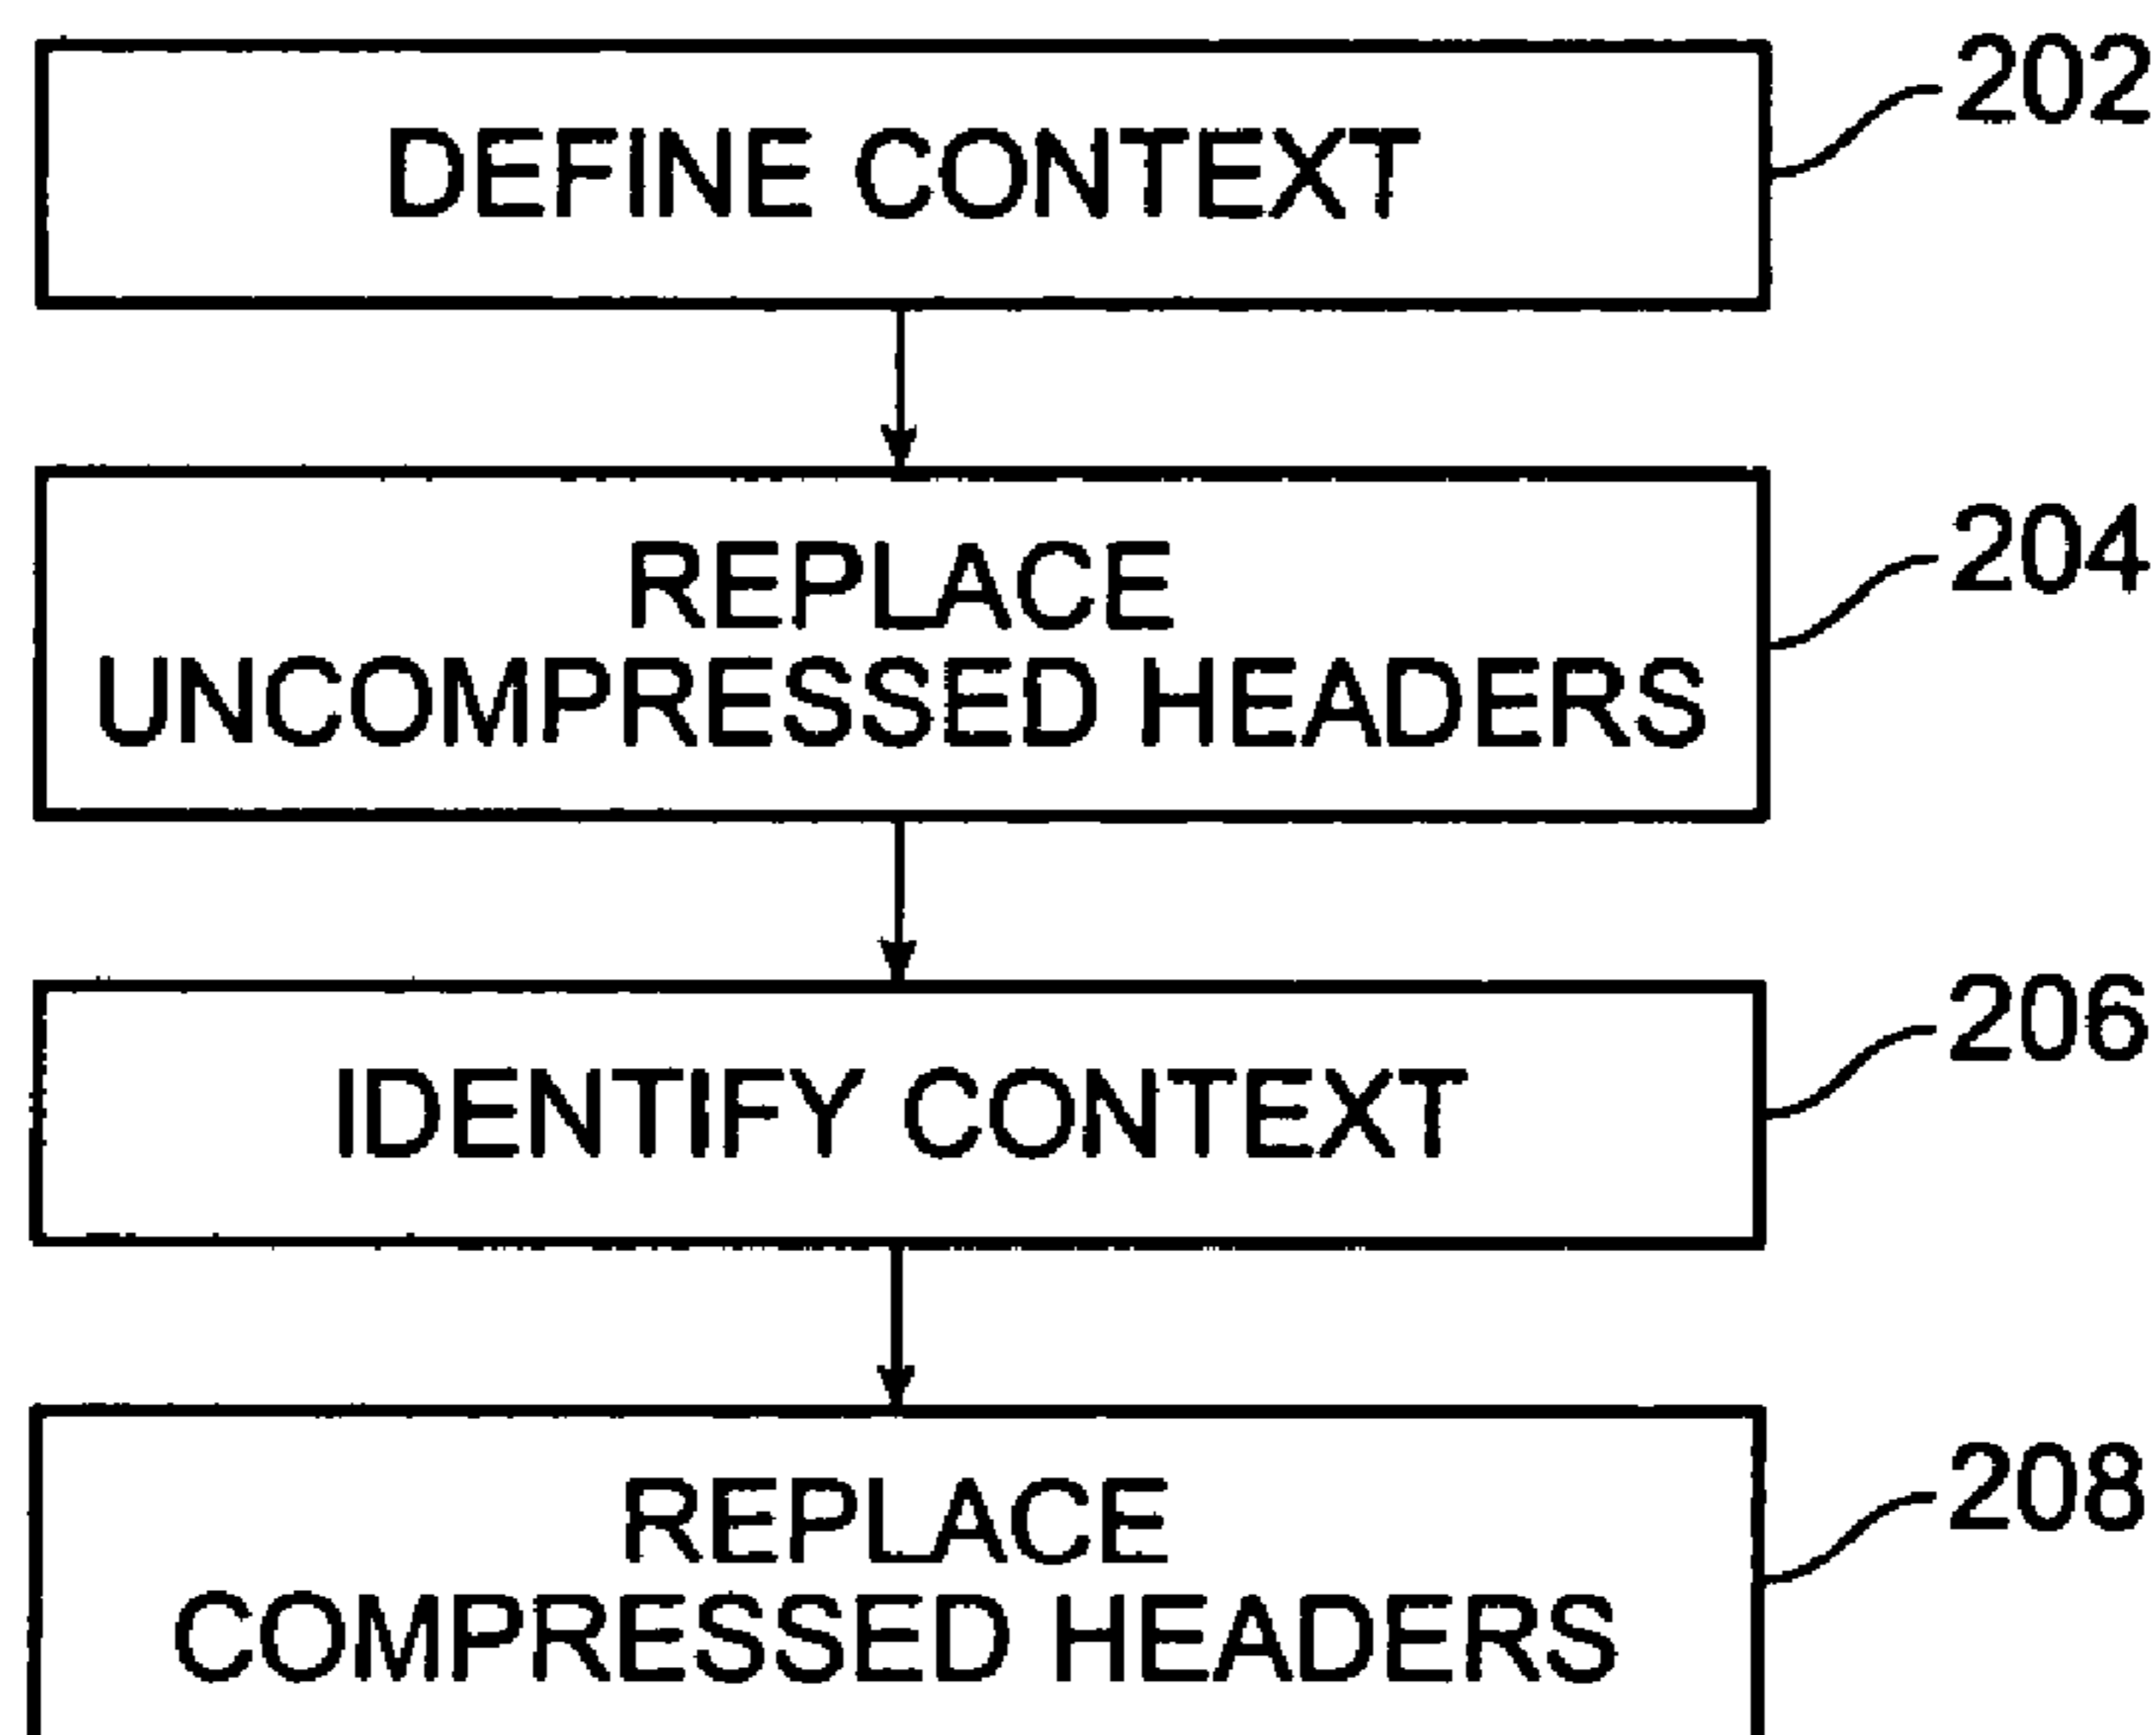 DEFINE CONTEXT
202
REPLACE
UNCOMPRESSED HEADERS
204
IDENTIFY CONTEXT
206
REPLACE
COMPRESSED HEADERS
208